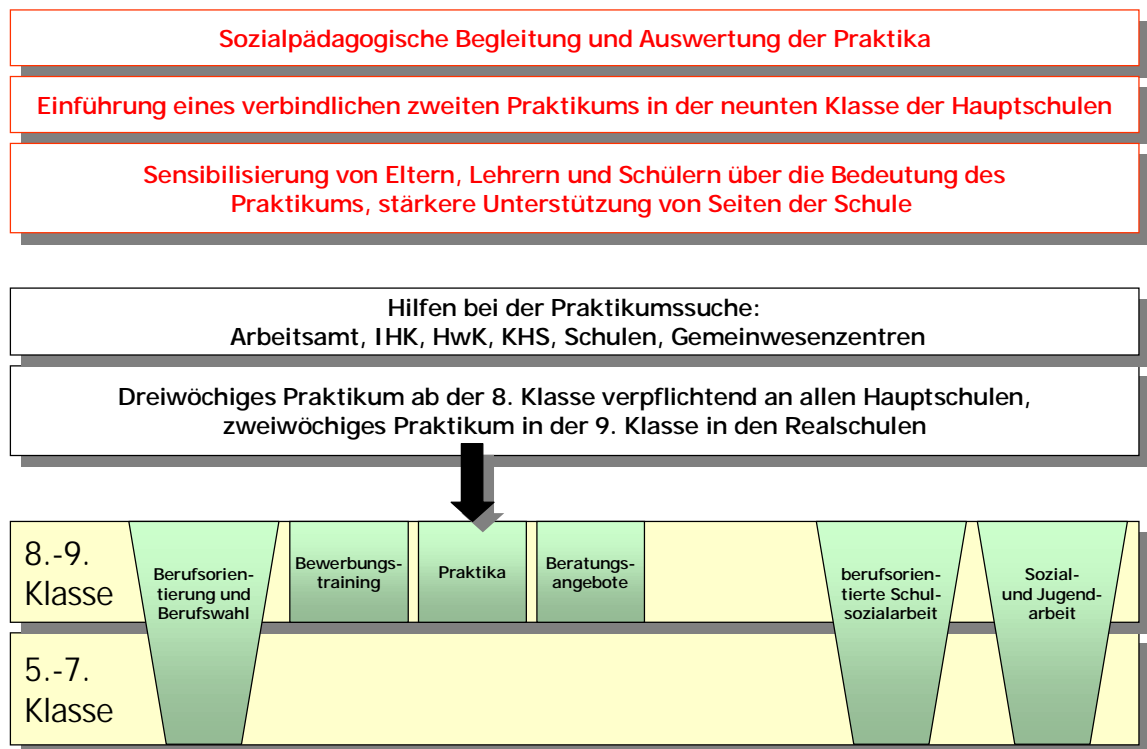 Sozialpädagogische Begleitung und Auswertung der Praktika
Einführung eines verbindlichen zweiten Praktikums in der neunten Klasse der Hauptschulen
Sensibilisierung von Eltern, Lehrern und Schülern über die Bedeutung des
Praktikums, stärkere Unterstützung von Seiten der Schule
Hilfen bei der Praktikumssuche:
Arbeitsamt, IHK, HwK, KHS, Schulen, Gemeinwesenzentren
Dreiwöchiges Praktikum ab der 8. Klasse verpflichtend an allen Hauptschulen,
zweiwöchiges Praktikum in der 9. Klasse in den Realschulen
8.-9.
Klasse
Berufsorien-
tierung und
Berufswahl
Bewerbungs-
training
Praktika
Beratungs-
angebote
berufsorien-
tierte Schul-
sozialarbeit
Sozial-
und Jugend-
arbeit
5.-7.
Klasse